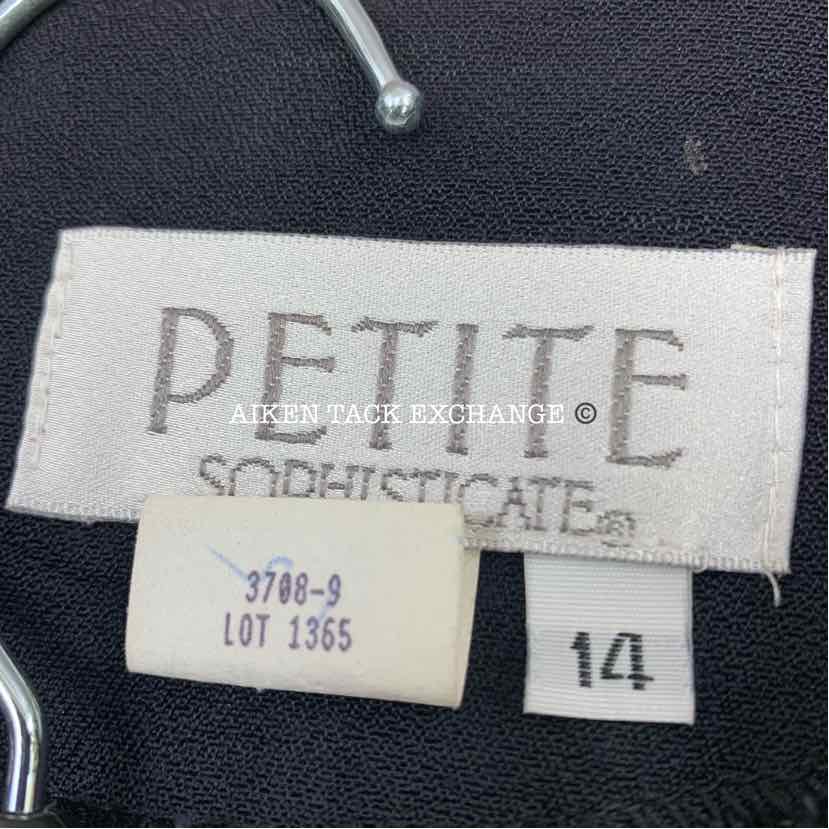 PETITE
AIKEN TACK EXCHANGE ©
SOPHISTICATE®
3708-9
LOT 1365
14